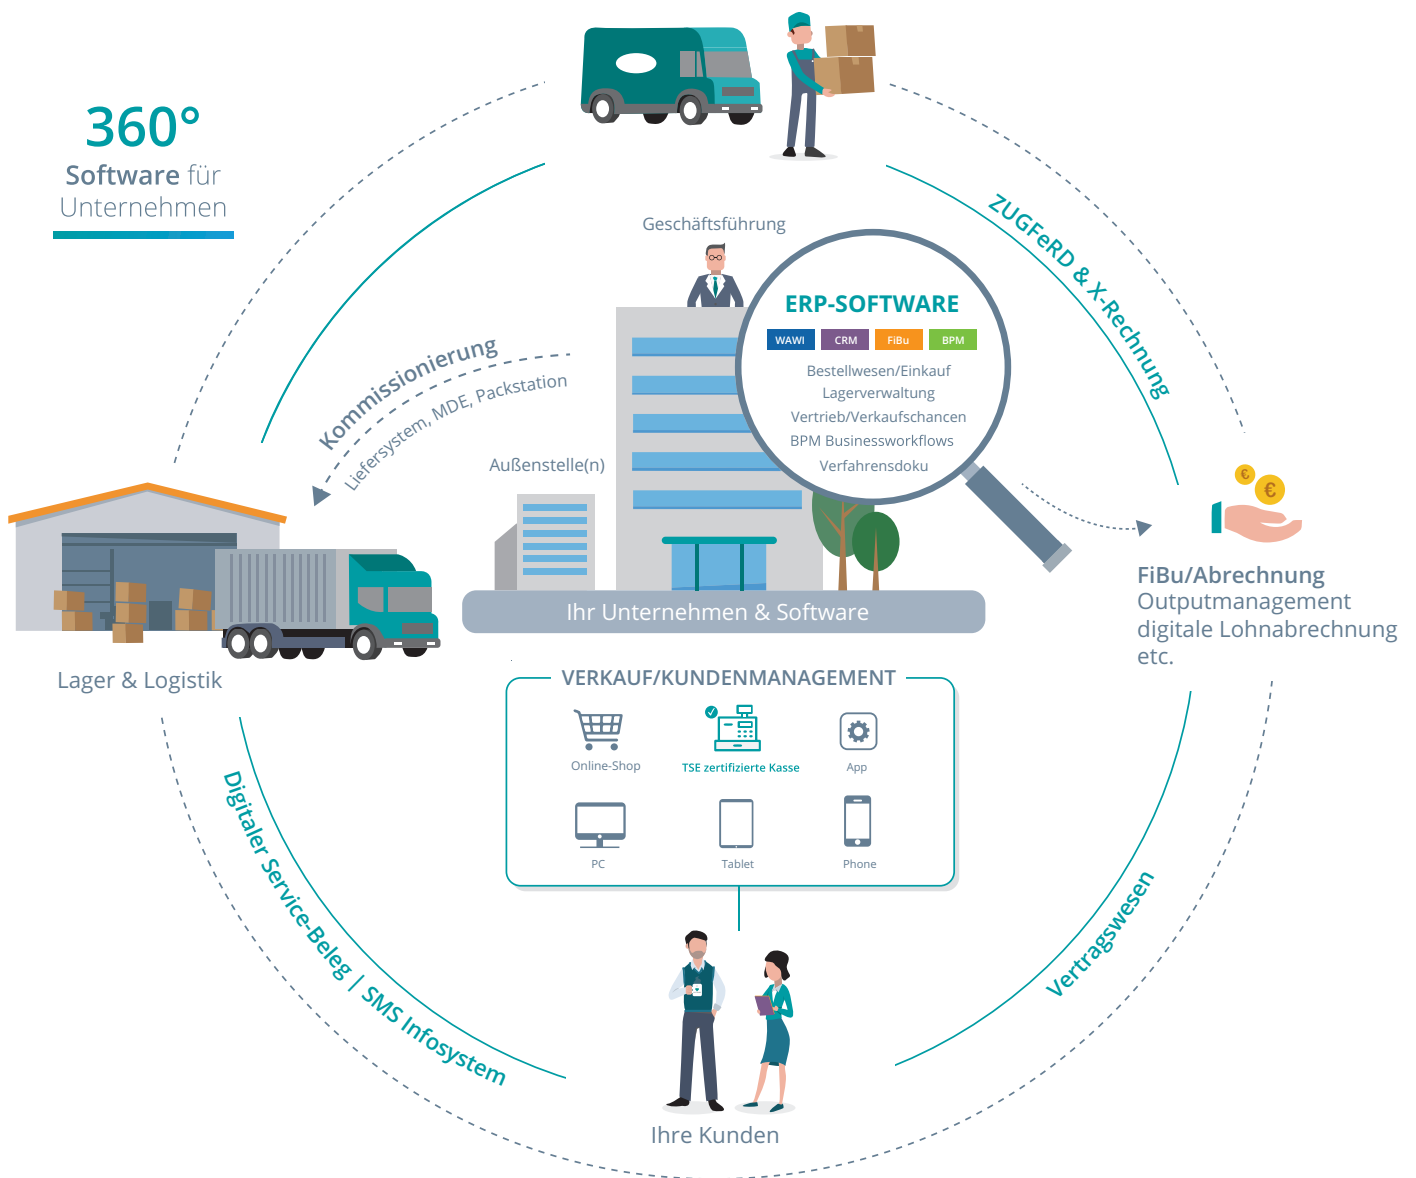 360°
Software für
Unternehmen
Geschäftsführung
ZUGFeRD & X-Rechnung
ERP-SOFTWARE
WAWI CRM FiBu BPM
Bestellwesen/Einkauf
Lagerverwaltung
Vertrieb/Verkaufschancen
BPM Businessworkflows
Verfahrensdoku
Kommissionierung
Liefersystem, MDE, Packstation
Außenstelle(n)
€ €
FiBu/Abrechnung
Outputmanagement
digitale Lohnabrechnung
etc.
Ihr Unternehmen & Software
Lager & Logistik
VERKAUF/KUNDENMANAGEMENT
Online-Shop
TSE zertifizierte Kasse
App
PC
Tablet
Phone
Digitaler Service-Beleg | SMS Infosystem
Vertragswesen
Ihre Kunden